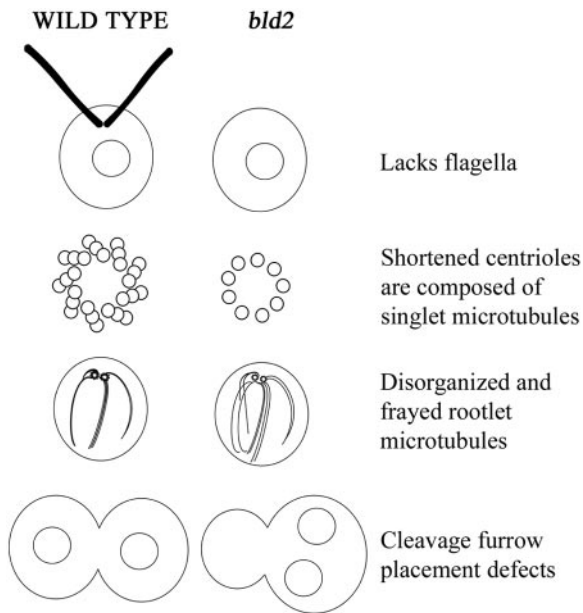 WILD TYPE bld2
Lacks flagella
Shortened centrioles
are composed of
singlet microtubules
Disorganized and
frayed rootlet
microtubules
Cleavage furrow
placement defects